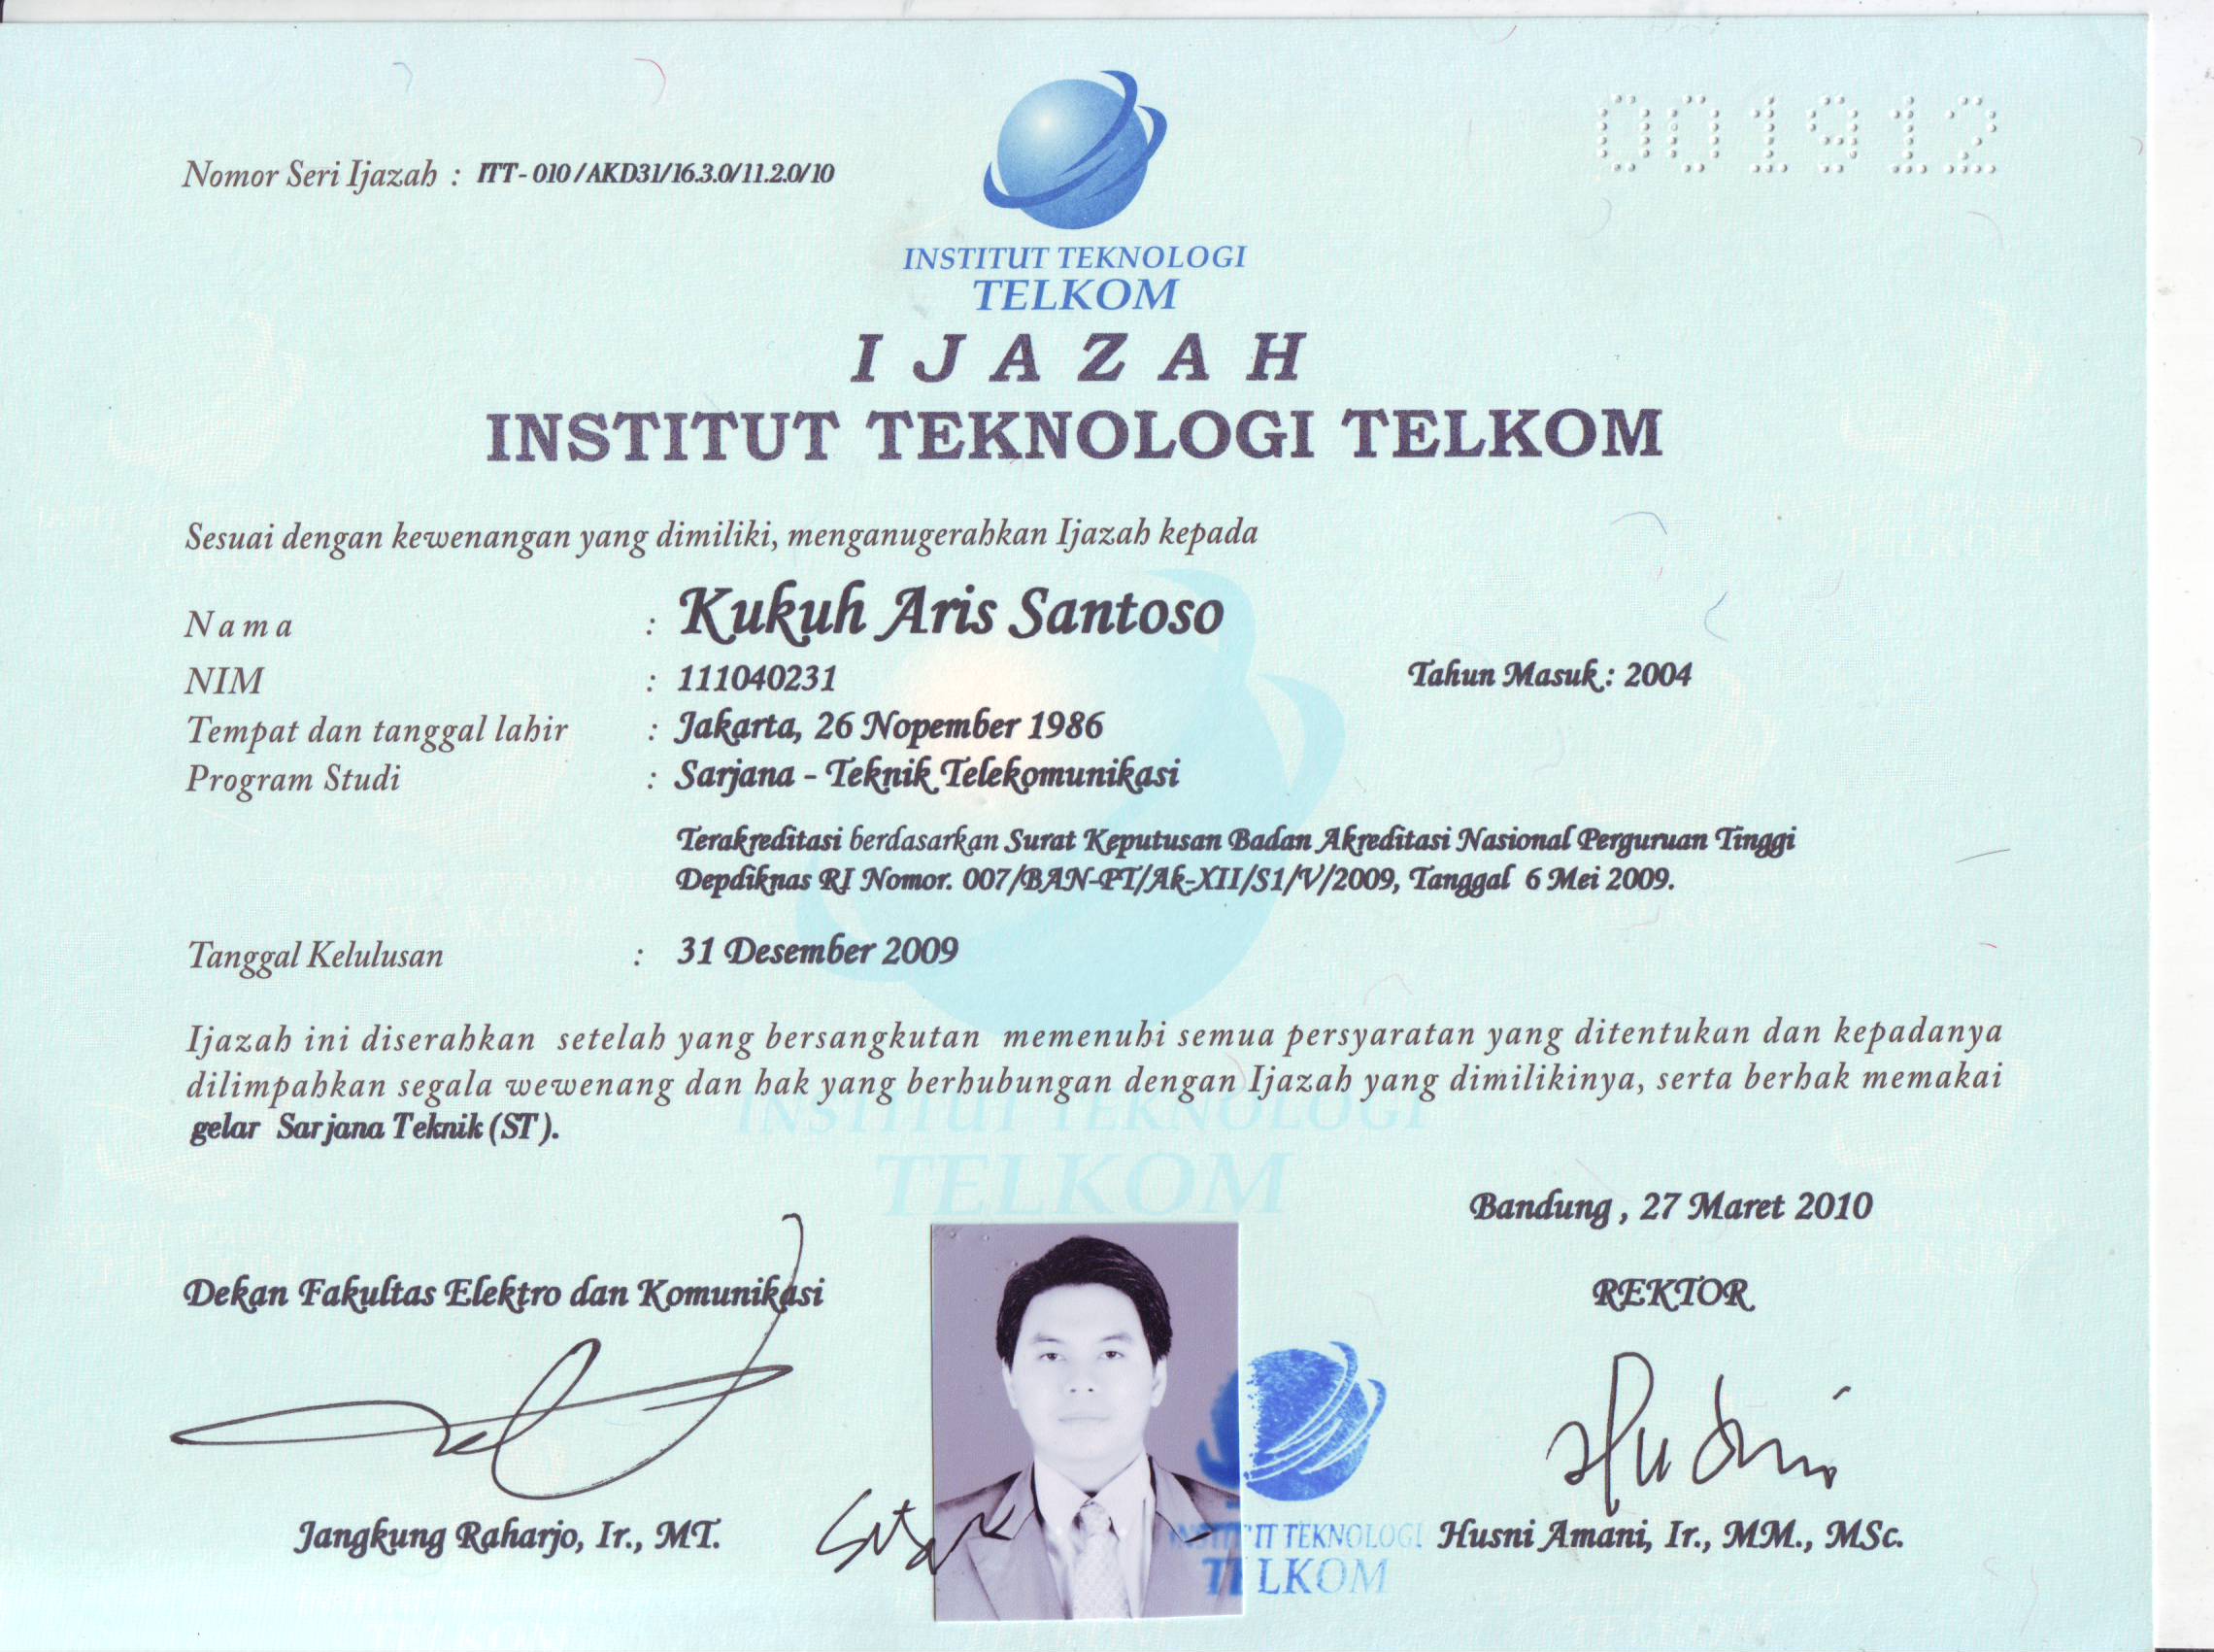 Nomor Seri Ijazah : ITT-010/AKD31/16.3.0/11.2.0/10
001912
INSTITUT TEKNOLOGI
TELKOM
IJAZAH
INSTITUT TEKNOLOGI TELKOM
Sesuai dengan kewenangan yang dimiliki, menganugerahkan Ijazah kepada
Nama : Kukuh Aris Santoso
NIM : 111040231 Tahun Masuk : 2004
Tempat dan tanggal lahir : Jakarta, 26 Nopember 1986
Program Studi : Sarjana - Teknik Telekomunikasi
Terakreditasi berdasarkan Surat Keputusan Badan Akreditasi Nasional Perguruan Tinggi
Depdiknas RI Nomor. 007/BAN-PT/Ak-XII/S1/V/2009, Tanggal 6 Mei 2009.
Tanggal Kelulusan : 31 Desember 2009
Ijazah ini diserahkan setelah yang bersangkutan memenuhi semua persyaratan yang ditentukan dan kepadanya
dilimpahkan segala wewenang dan hak yang berhubungan dengan Ijazah yang dimilikinya, serta berhak memakai
gelar Sarjana Teknik (ST).
INSTITUT TEKNOLOGI
TELKOM
Bandung, 27 Maret 2010
Dekan Fakultas Elektro dan Komunikasi
REKTOR
Jangkung Raharjo, Ir., MT.
INSTITUT TEKNOLOGI
TELKOM
Husni Amani, Ir., MM., MSc.